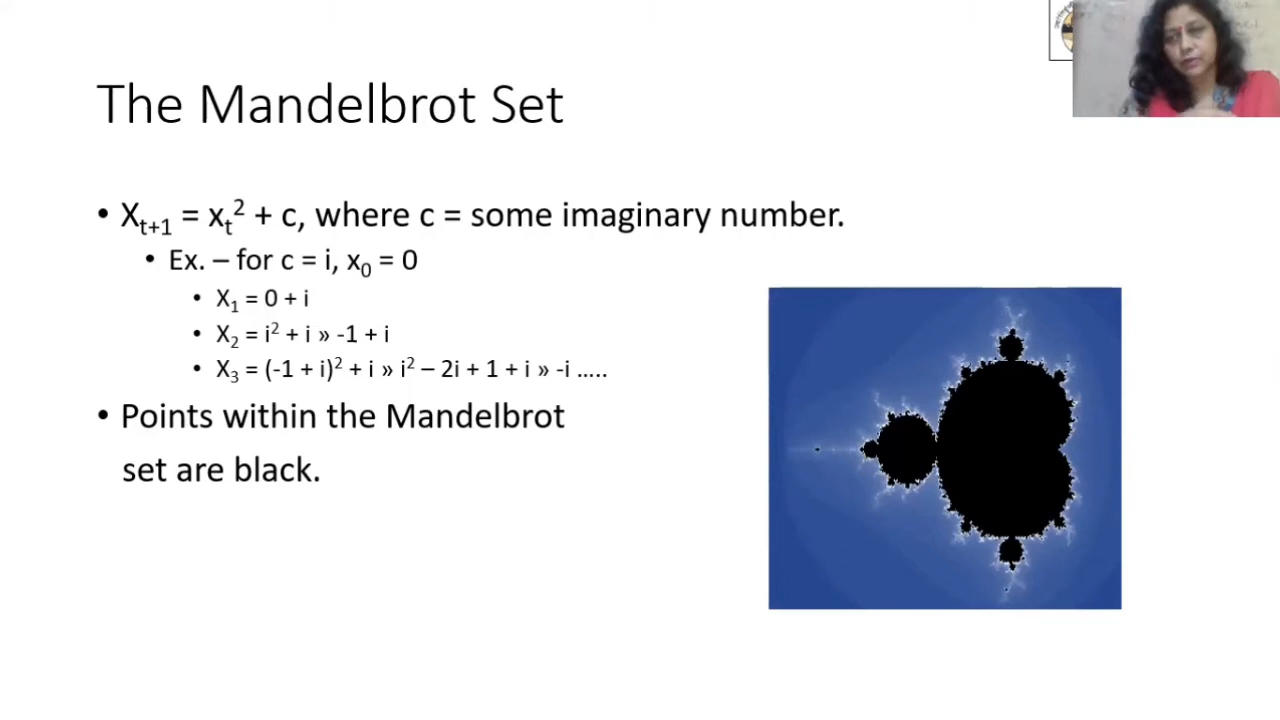 The Mandelbrot Set
• Xₜ₊₁ = xₜ² + c, where c = some imaginary number.
• Ex. – for c = i, x₀ = 0
• X₁ = 0 + i
• X₂ = i² + i » -1 + i
• X₃ = (-1 + i)² + i » i² – 2i + 1 + i » -i .....
• Points within the Mandelbrot
set are black.